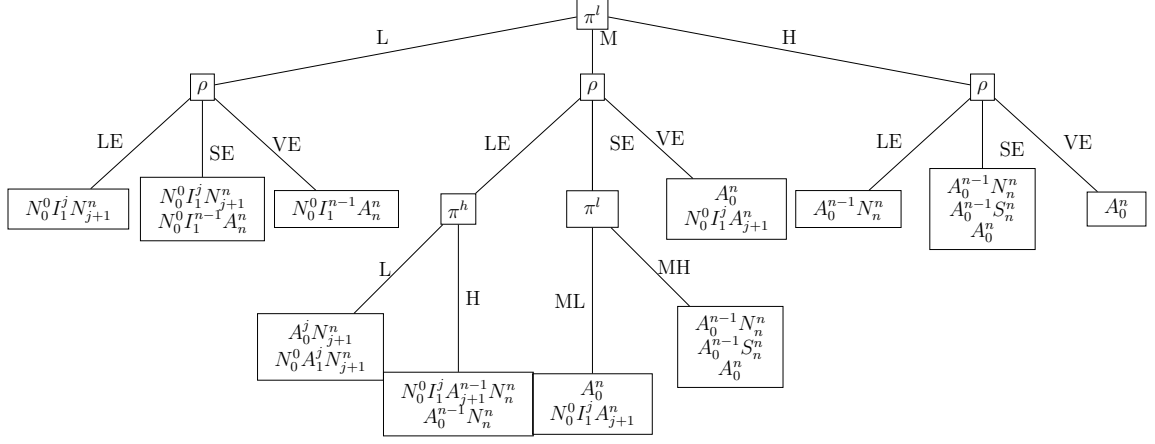 π^l
L M H
ρ ρ ρ
LE SE VE LE SE VE LE SE VE
N_0^0 I_1^j N_{j+1}^n
N_0^0 I_1^j N_{j+1}^n
N_0^0 I_1^{n-1} A_n^n
N_0^0 I_1^{n-1} A_n^n
π^h
π^l
A_0^n
N_0^0 I_1^j A_{j+1}^n
A_0^{n-1} N_n^n
A_0^{n-1} N_n^n
A_0^{n-1} S_n^n
A_0^n
A_0^n
L H ML MH
A_0^j N_{j+1}^n
N_0^0 A_1^j N_{j+1}^n
N_0^0 I_1^j A_{j+1}^{n-1} N_n^n
A_0^{n-1} N_n^n
A_0^n
N_0^0 I_1^j A_{j+1}^n
A_0^{n-1} N_n^n
A_0^{n-1} S_n^n
A_0^n